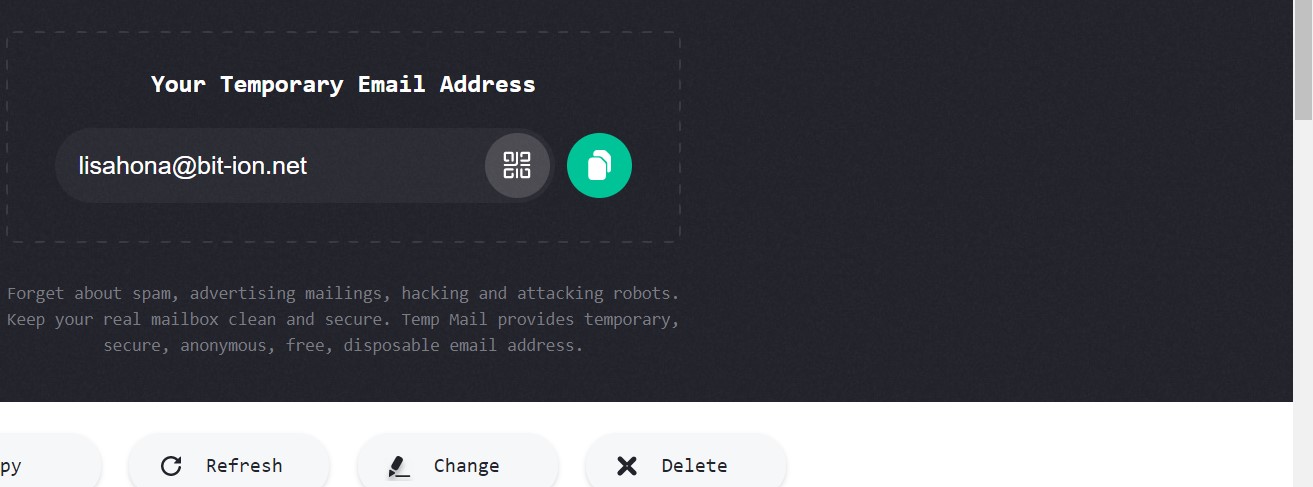 Your Temporary Email Address
lisahona@bit-ion.net
Forget about spam, advertising mailings, hacking and attacking robots.
Keep your real mailbox clean and secure. Temp Mail provides temporary,
secure, anonymous, free, disposable email address.
py
Refresh
Change
Delete